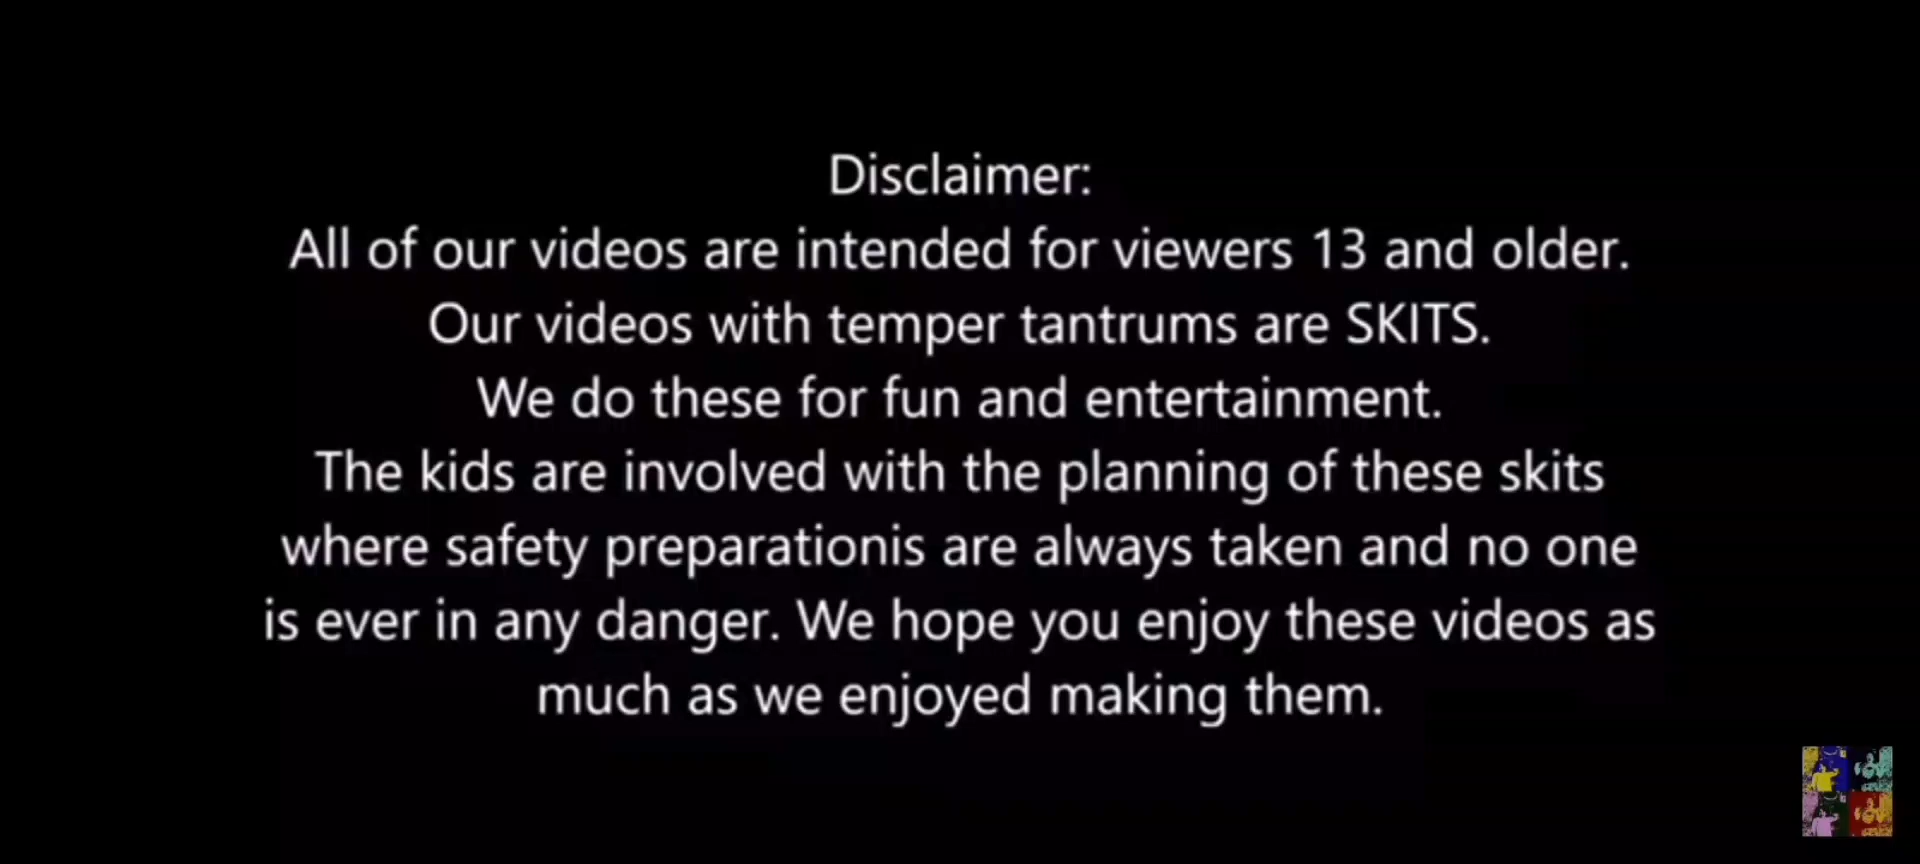 Disclaimer:
All of our videos are intended for viewers 13 and older.
Our videos with temper tantrums are SKITS.
We do these for fun and entertainment.
The kids are involved with the planning of these skits
where safety preparationis are always taken and no one
is ever in any danger. We hope you enjoy these videos as
much as we enjoyed making them.